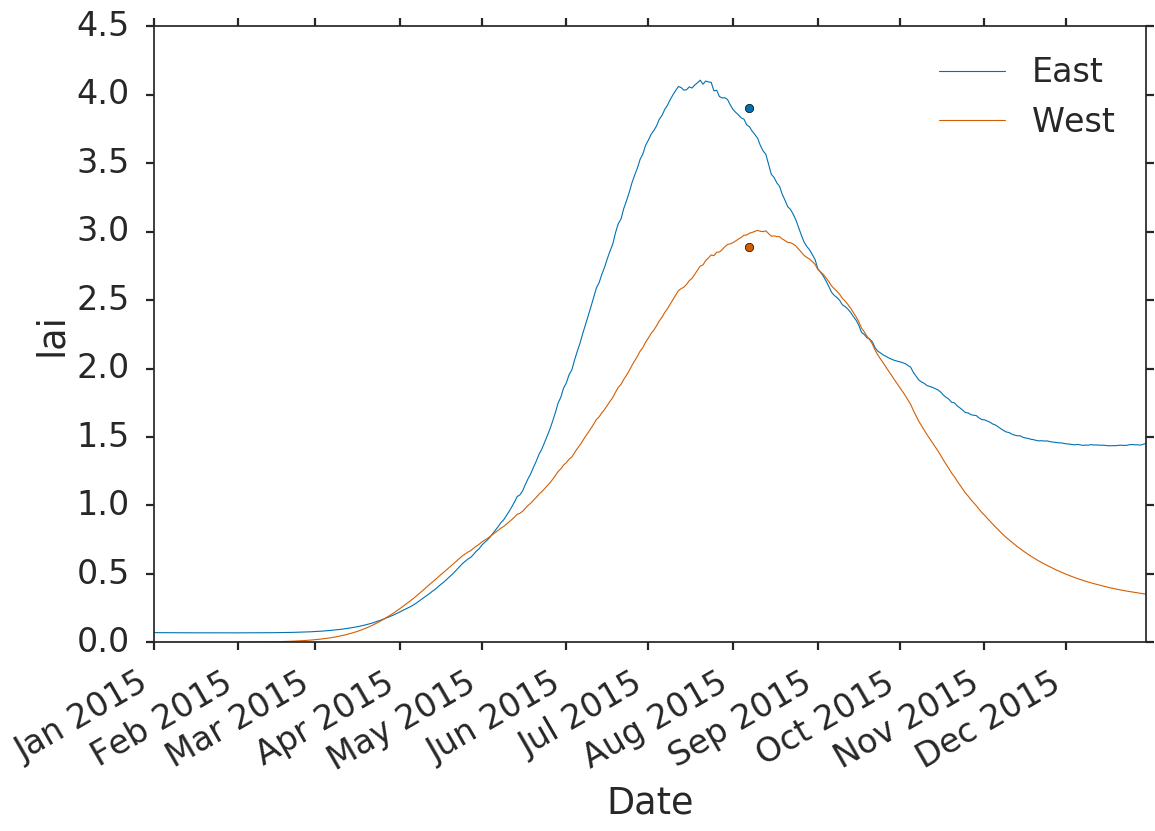 4.5
4.0
3.5
3.0
2.5
2.0
1.5
1.0
0.5
0.0
lai
East
West
Jan 2015
Feb 2015
Mar 2015
Apr 2015
May 2015
Jun 2015
Jul 2015
Aug 2015
Sep 2015
Oct 2015
Nov 2015
Dec 2015
Date